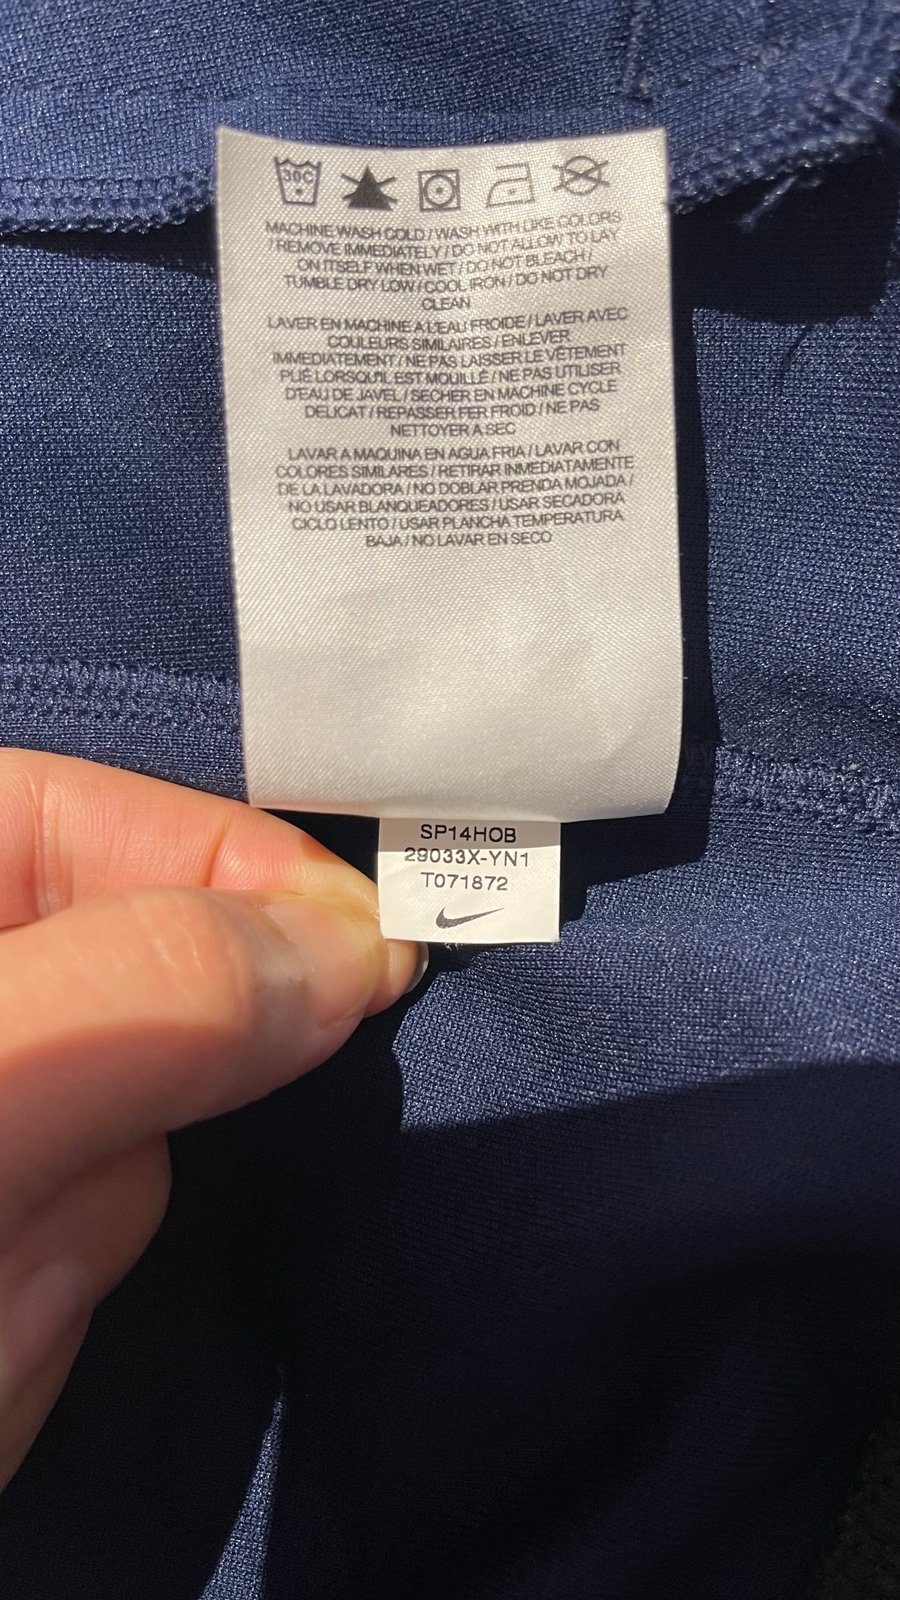 30C
MACHINE WASH COLD / WASH WITH LIKE COLORS
/ REMOVE IMMEDIATELY / DO NOT ALLOW TO LAY
ON ITSELF WHEN WET / DO NOT BLEACH /
TUMBLE DRY LOW / COOL IRON / DO NOT DRY
CLEAN
LAVER EN MACHINE A L'EAU FROIDE / LAVER AVEC
COULEURS SIMILAIRES / ENLEVER
IMMEDIATEMENT / NE PAS LAISSER LE VÊTEMENT
PLIÉ LORSQU'IL EST MOUILLÉ / NE PAS UTILISER
D'EAU DE JAVEL / SECHER EN MACHINE CYCLE
DELICAT / REPASSER FER FROID / NE PAS
NETTOYER A SEC
LAVAR A MAQUINA EN AGUA FRIA / LAVAR CON
COLORES SIMILARES / RETIRAR INMEDIATAMENTE
DE LA LAVADORA / NO DOBLAR PRENDA MOJADA /
NO USAR BLANQUEADORES / USAR SECADORA
CICLO LENTO / USAR PLANCHA TEMPERATURA
BAJA / NO LAVAR EN SECO
SP14HOB
29033X-YN1
T071872